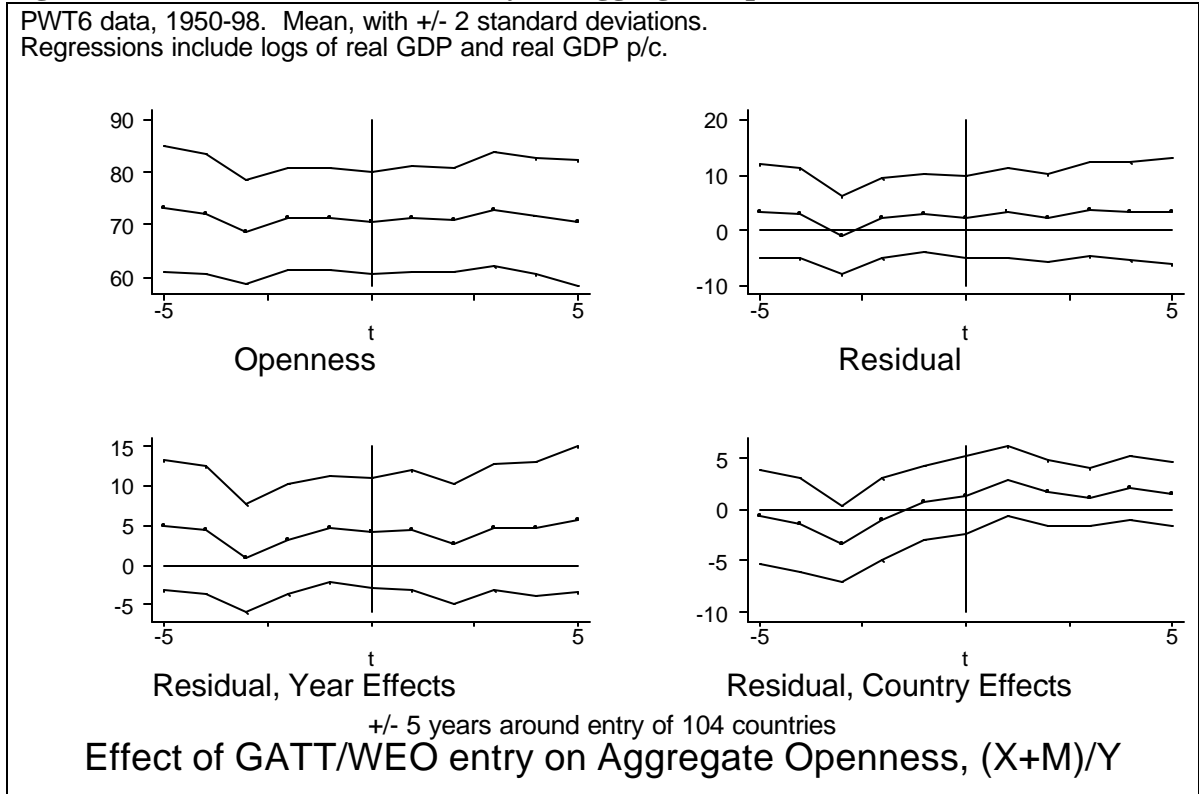 PWT6 data, 1950-98. Mean, with +/- 2 standard deviations.
Regressions include logs of real GDP and real GDP p/c.
90
80
70
60
-5
5
t
Openness
20
10
0
-10
-5
5
t
Residual
15
10
5
0
-5
-5
5
t
Residual, Year Effects
5
0
-5
-10
-5
5
t
Residual, Country Effects
+/- 5 years around entry of 104 countries
Effect of GATT/WEO entry on Aggregate Openness, (X+M)/Y